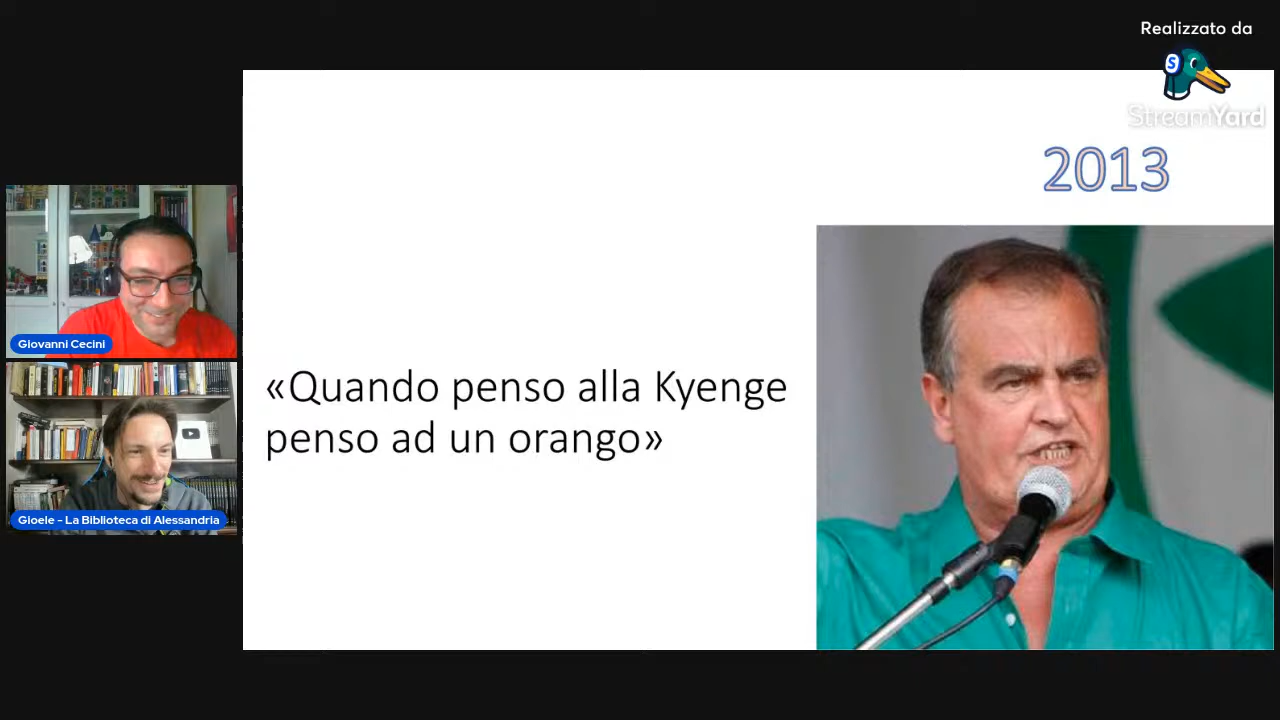 Realizzato da
S
StreamYard
2013
«Quando penso alla Kyenge
penso ad un orango»
Giovanni Cecini
Gioele - La Biblioteca di Alessandria